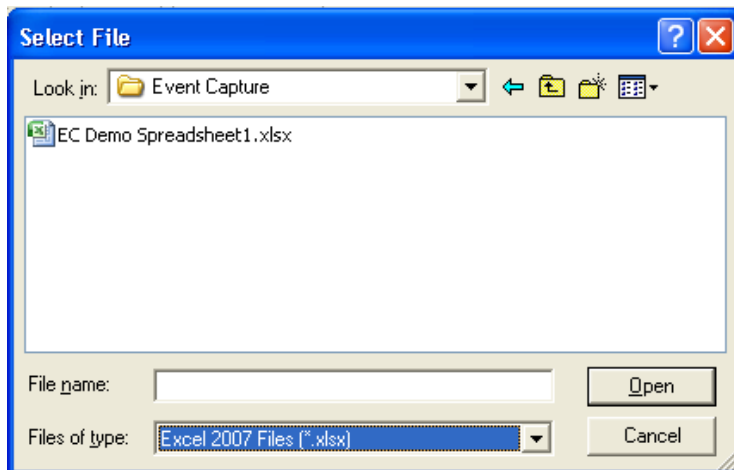 Select File
Look in: Event Capture
EC Demo Spreadsheet1.xlsx
File name: Open
Files of type: Excel 2007 Files (*.xlsx) Cancel